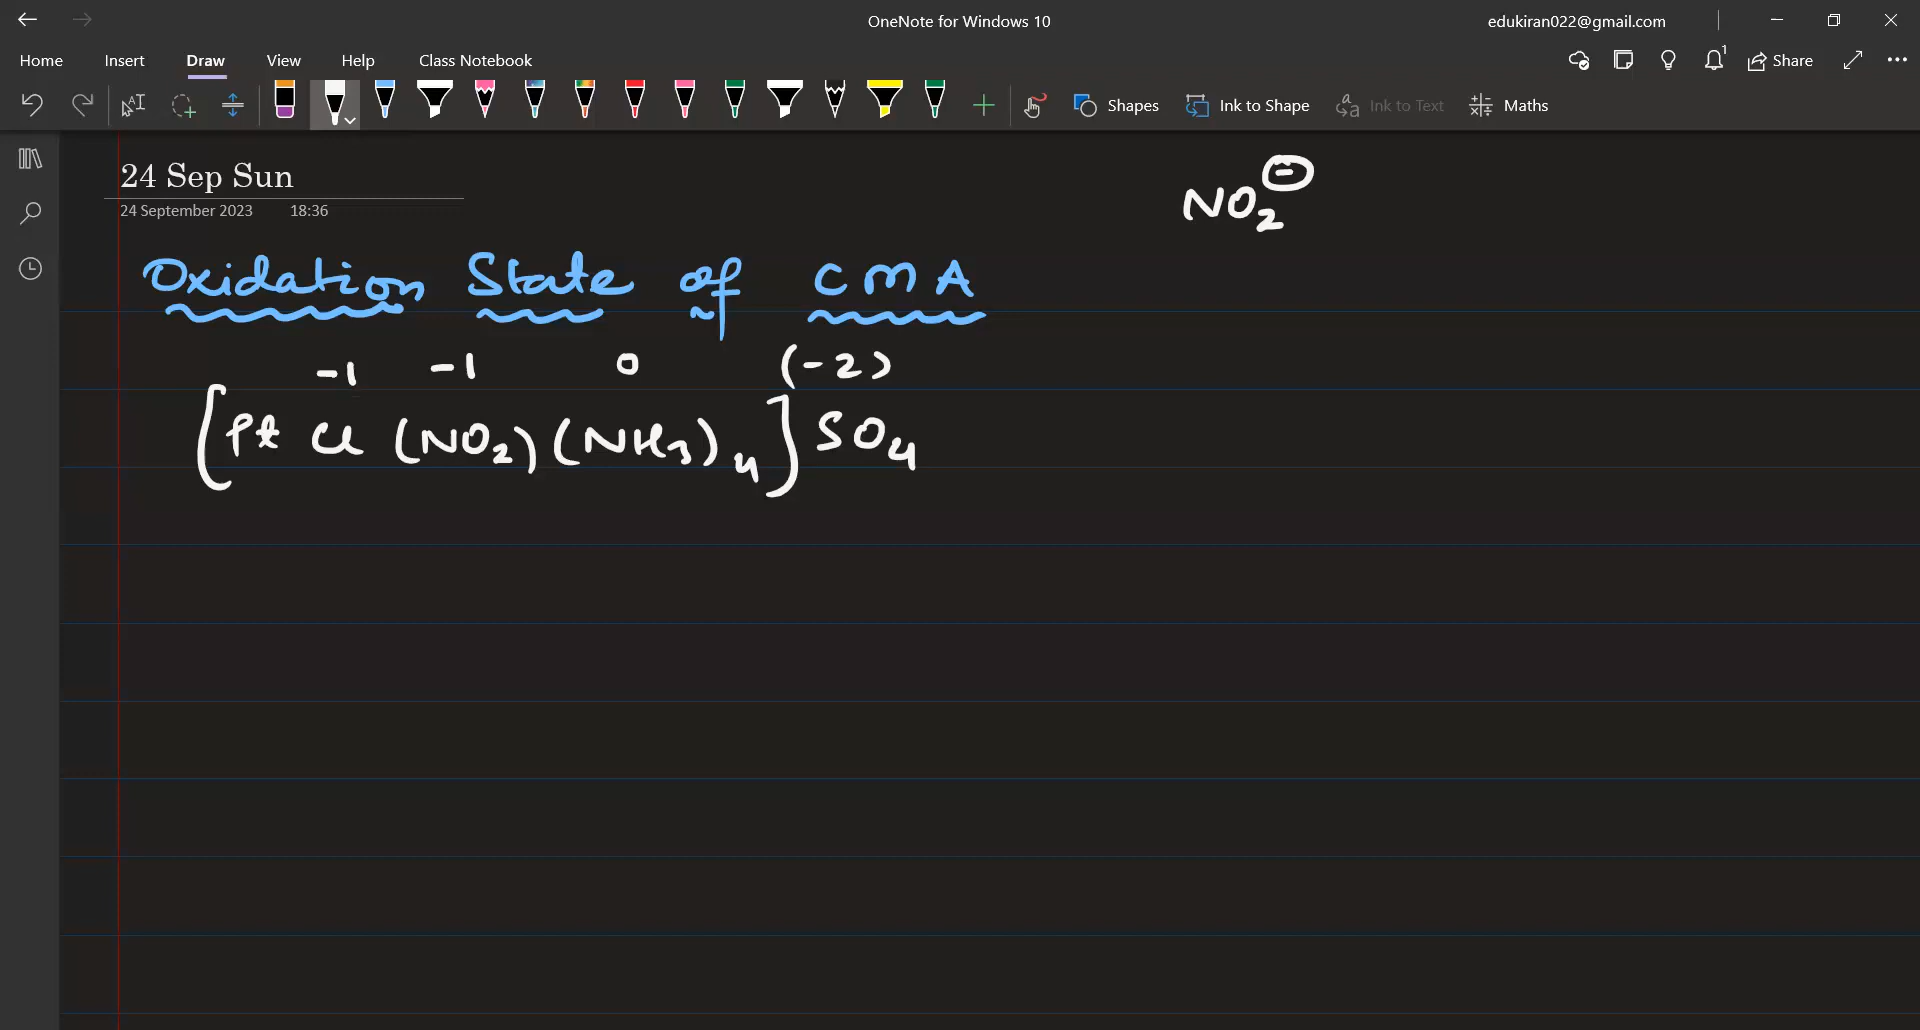 OneNote for Windows 10
edukiran022@gmail.com
Home Insert Draw View Help Class Notebook
1
Share
Shapes Ink to Shape Ink to Text Maths
24 Sep Sun
24 September 2023 18:36
NO₂⊖
Oxidation State of CMA
-1 -1 0 (-2)
[Pt Cl (NO₂)(NH₃)₄]SO₄